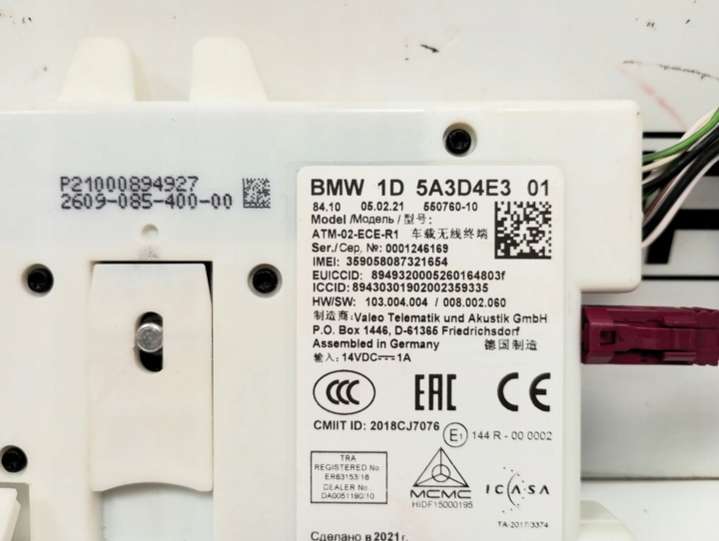 P21000894927
2609-085-400-00
BMW 1D 5A3D4E3 01
84.10 05.02.21 550760-10
Model /Модель / 型号:
ATM-02-ECE-R1 车载无线终端
Ser./Сер. №: 0001246169
IMEI: 359058087321654
EUICCID: 8949320005260164803f
ICCID: 89430301902002359335
HW/SW: 103.004.004 / 008.002.060
制造商: Valeo Telematik und Akustik GmbH
P.O. Box 1446, D-61365 Friedrichsdorf
Assembled in Germany 德国制造
输入: 14VDC 1A
CCC EAC CE
CMIIT ID: 2018CJ7076
E1 144 R - 00 0002
TRA
REGISTERED No.
ER63153/18
DEALER No.
DA0051190/10
MCMC
HIDF15000195
ICASA
TA-2017/3374
Сделано в 2021 г.